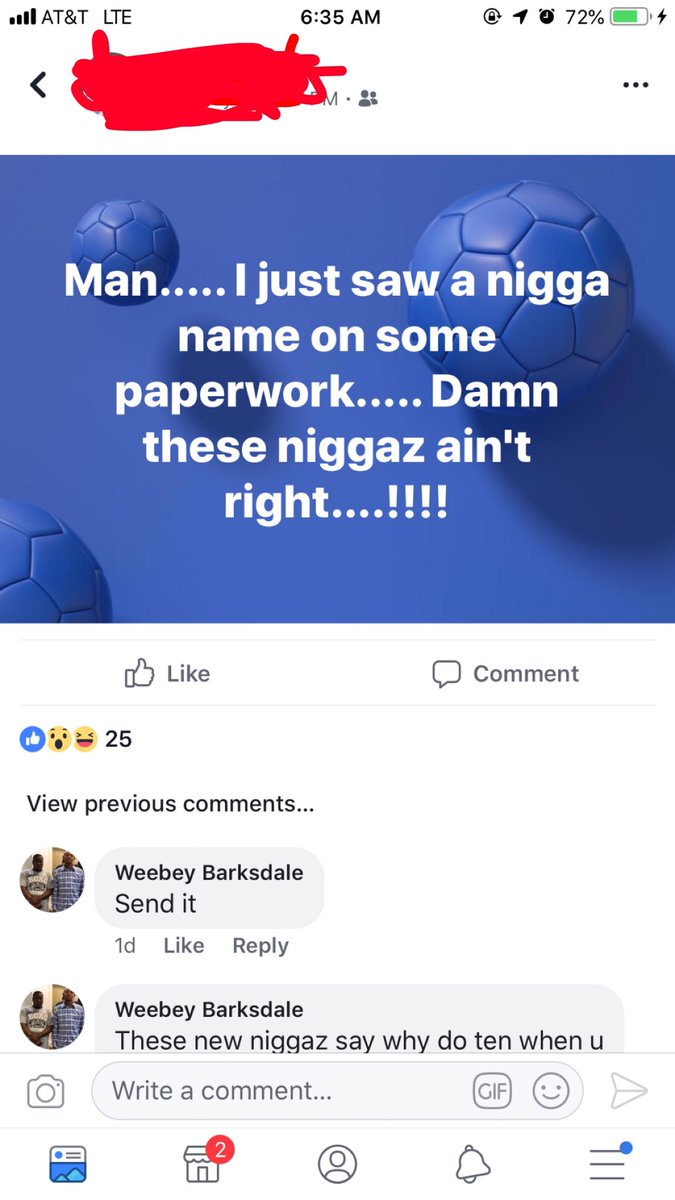 AT&T LTE 6:35 AM 72%
PM ·
Man..... I just saw a nigga
name on some
paperwork..... Damn
these niggaz ain't
right....!!!!
Like Comment
25
View previous comments...
Weebey Barksdale
Send it
1d Like Reply
Weebey Barksdale
These new niggaz say why do ten when u
Write a comment... GIF
2